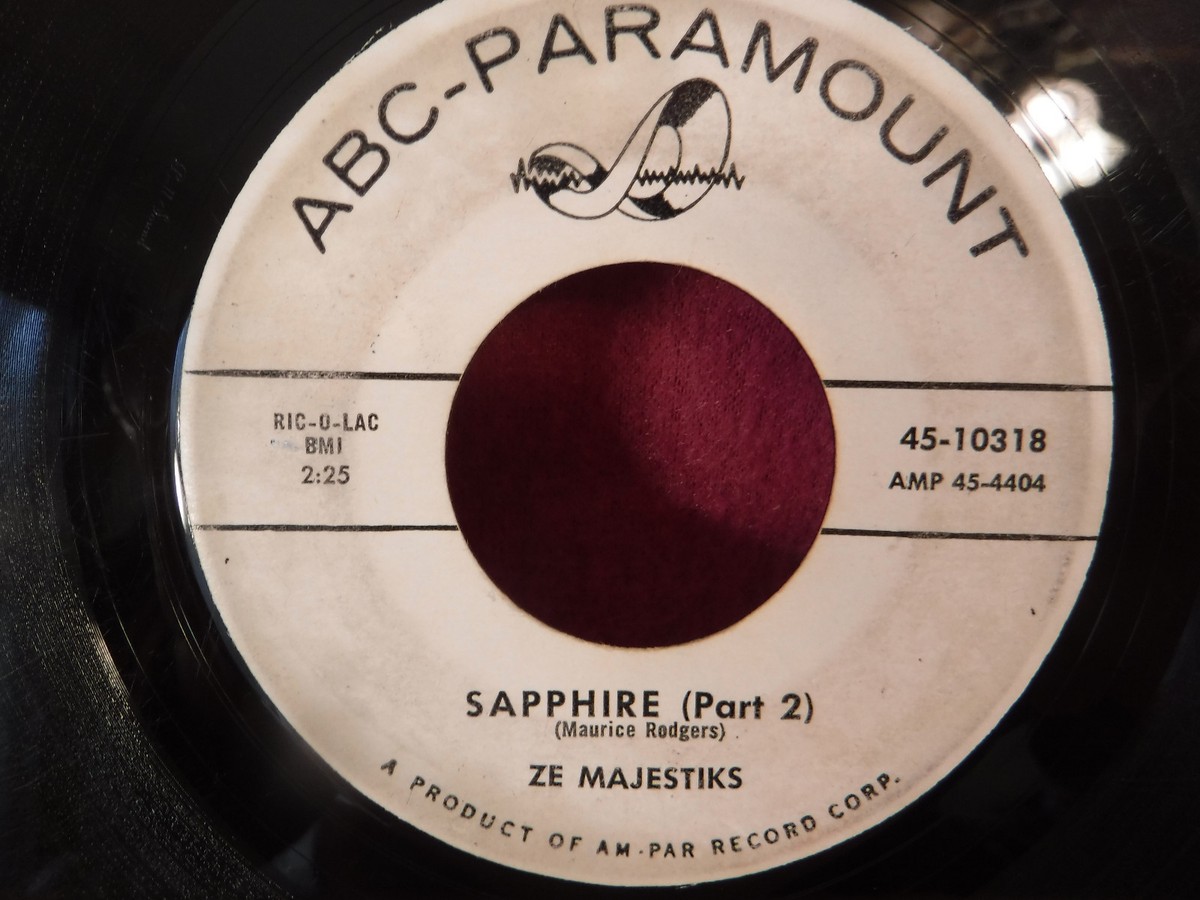 ABC-PARAMOUNT
RIC-O-LAC
BMI
2:25
45-10318
AMP 45-4404
SAPPHIRE (Part 2)
(Maurice Rodgers)
ZE MAJESTIKS
A PRODUCT OF AM-PAR RECORD CORP.